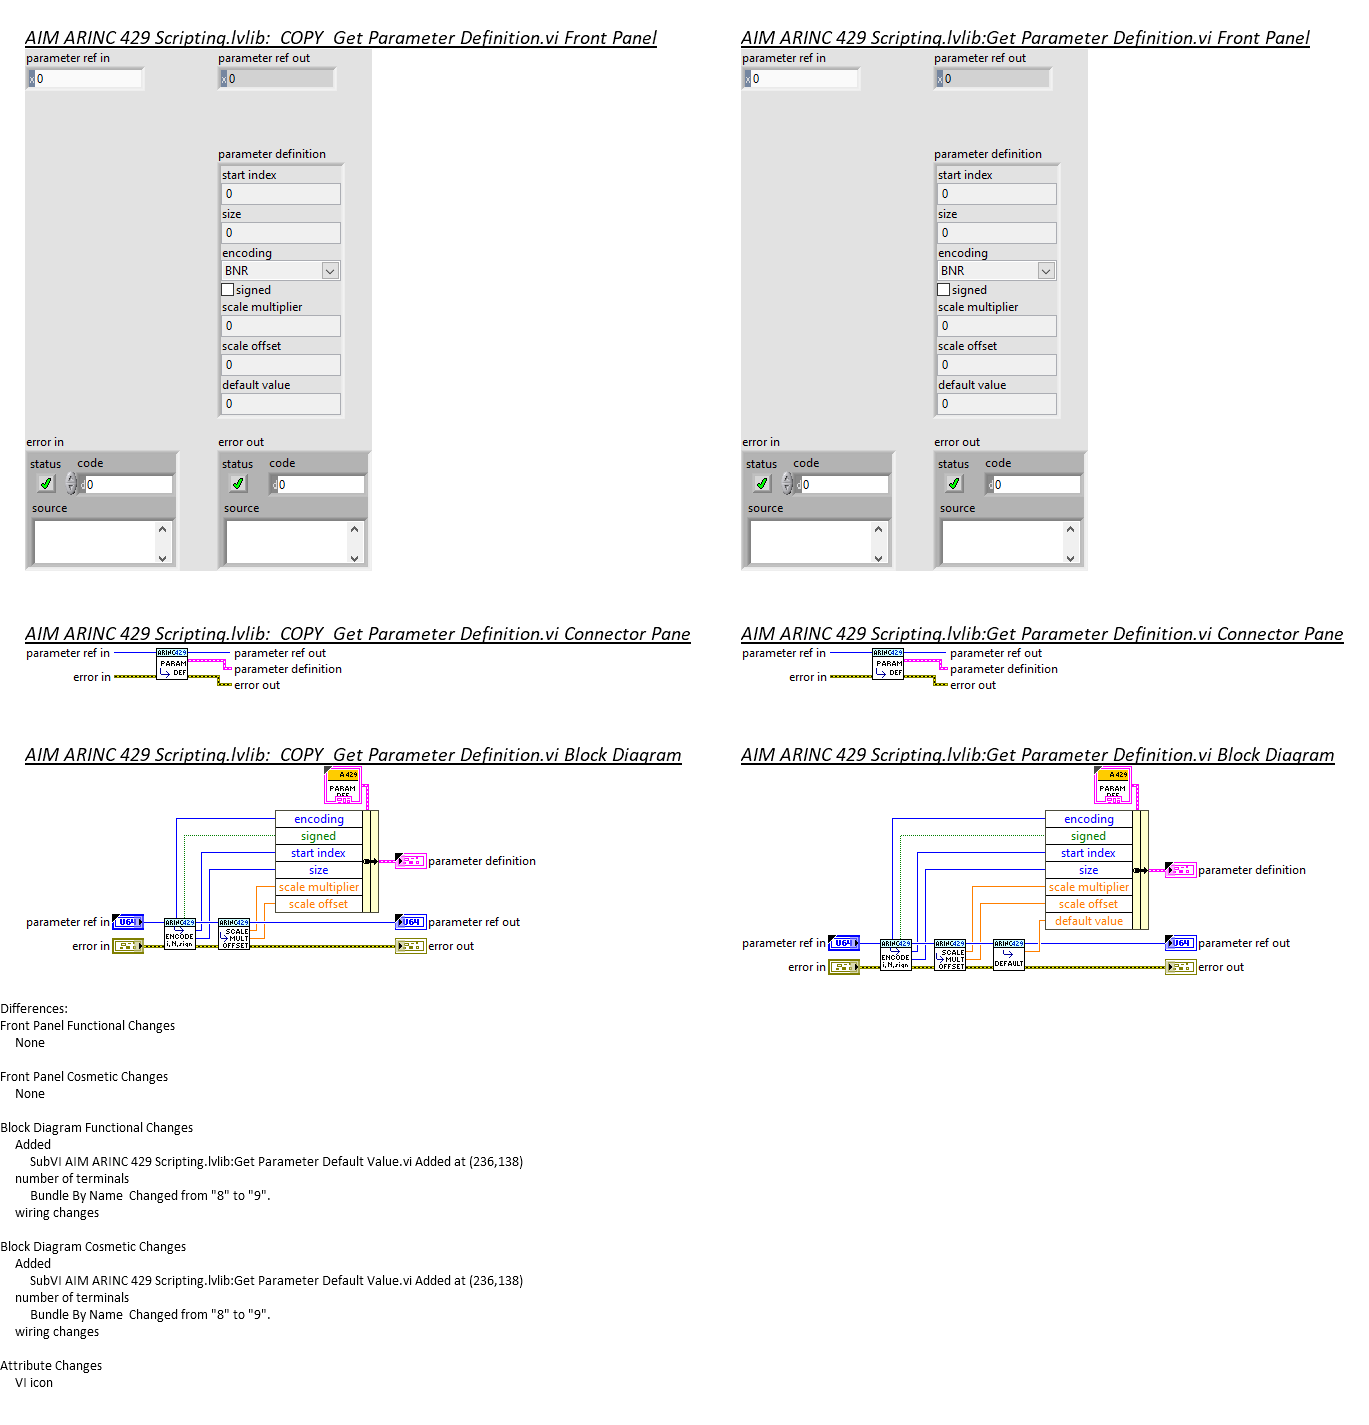 AIM ARINC 429 Scripting.lvlib:_COPY_Get Parameter Definition.vi Front Panel
parameter ref in
x 0
parameter ref out
x 0
parameter definition
start index
0
size
0
encoding
BNR
signed
scale multiplier
0
scale offset
0
default value
0
error in
status code
d 0
source
error out
status code
d 0
source
AIM ARINC 429 Scripting.lvlib:Get Parameter Definition.vi Front Panel
parameter ref in
x 0
parameter ref out
x 0
parameter definition
start index
0
size
0
encoding
BNR
signed
scale multiplier
0
scale offset
0
default value
0
error in
status code
d 0
source
error out
status code
d 0
source
AIM ARINC 429 Scripting.lvlib:_COPY_Get Parameter Definition.vi Connector Pane
parameter ref in
error in
ARINC429
PARAM
DEF
parameter ref out
parameter definition
error out
AIM ARINC 429 Scripting.lvlib:Get Parameter Definition.vi Connector Pane
parameter ref in
error in
ARINC429
PARAM
DEF
parameter ref out
parameter definition
error out
AIM ARINC 429 Scripting.lvlib:_COPY_Get Parameter Definition.vi Block Diagram
A 429
PARAM
DEF
encoding
signed
start index
size
scale multiplier
scale offset
parameter definition
parameter ref in
U64
error in
ARINC429
ENCODE
i,N,sign
ARINC429
SCALE
MULT
OFFSET
U64
parameter ref out
error out
AIM ARINC 429 Scripting.lvlib:Get Parameter Definition.vi Block Diagram
A 429
PARAM
DEF
encoding
signed
start index
size
scale multiplier
scale offset
default value
parameter definition
parameter ref in
U64
error in
ARINC429
ENCODE
i,N,sign
ARINC429
SCALE
MULT
OFFSET
ARINC429
DEFAULT
U64
parameter ref out
error out
Differences:
Front Panel Functional Changes
None
Front Panel Cosmetic Changes
None
Block Diagram Functional Changes
Added
SubVI AIM ARINC 429 Scripting.lvlib:Get Parameter Default Value.vi Added at (236,138)
number of terminals
Bundle By Name  Changed from "8" to "9".
wiring changes
Block Diagram Cosmetic Changes
Added
SubVI AIM ARINC 429 Scripting.lvlib:Get Parameter Default Value.vi Added at (236,138)
number of terminals
Bundle By Name  Changed from "8" to "9".
wiring changes
Attribute Changes
VI icon